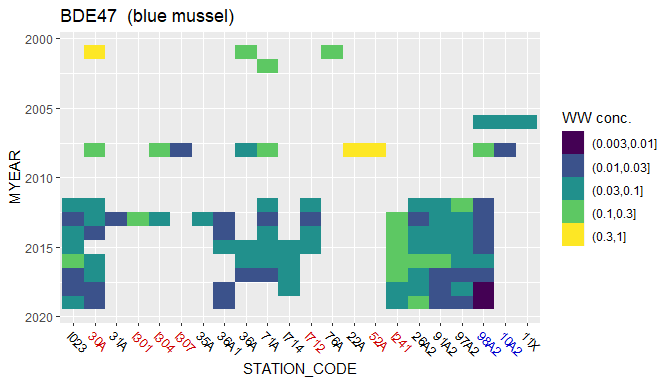 BDE47 (blue mussel)
2000
2005
2010
2015
2020
MYEAR
I023
30A
31A
I301
I304
I307
35A
36A1
36A
71A
I714
I712
76A
22A
52A
I241
26A2
91A2
97A2
98A2
10A2
11X
STATION_CODE
WW conc.
(0.003,0.01]
(0.01,0.03]
(0.03,0.1]
(0.1,0.3]
(0.3,1]